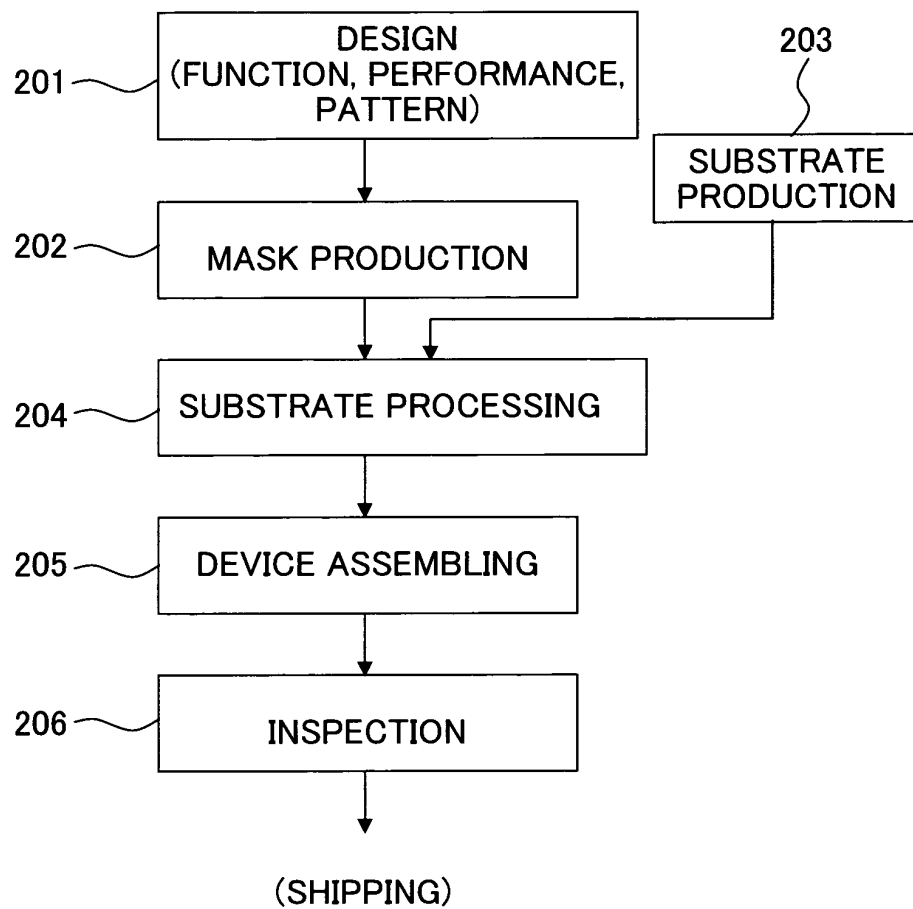 201
DESIGN
(FUNCTION, PERFORMANCE,
PATTERN)
203
SUBSTRATE
PRODUCTION
202
MASK PRODUCTION
204
SUBSTRATE PROCESSING
205
DEVICE ASSEMBLING
206
INSPECTION
(SHIPPING)